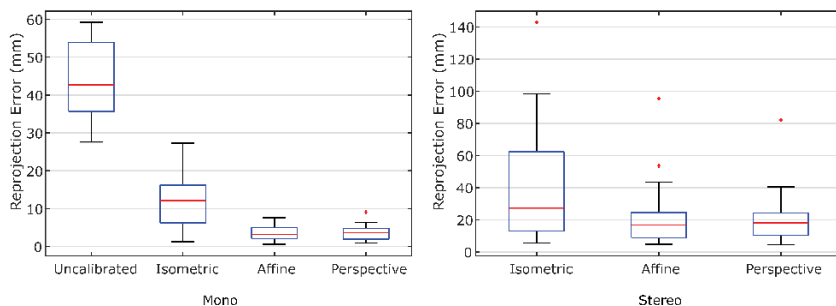 Reprojection Error (mm)
60
50
40
30
20
10
0
Uncalibrated Isometric Affine Perspective
Mono
Reprojection Error (mm)
140
120
100
80
60
40
20
0
Isometric Affine Perspective
Stereo